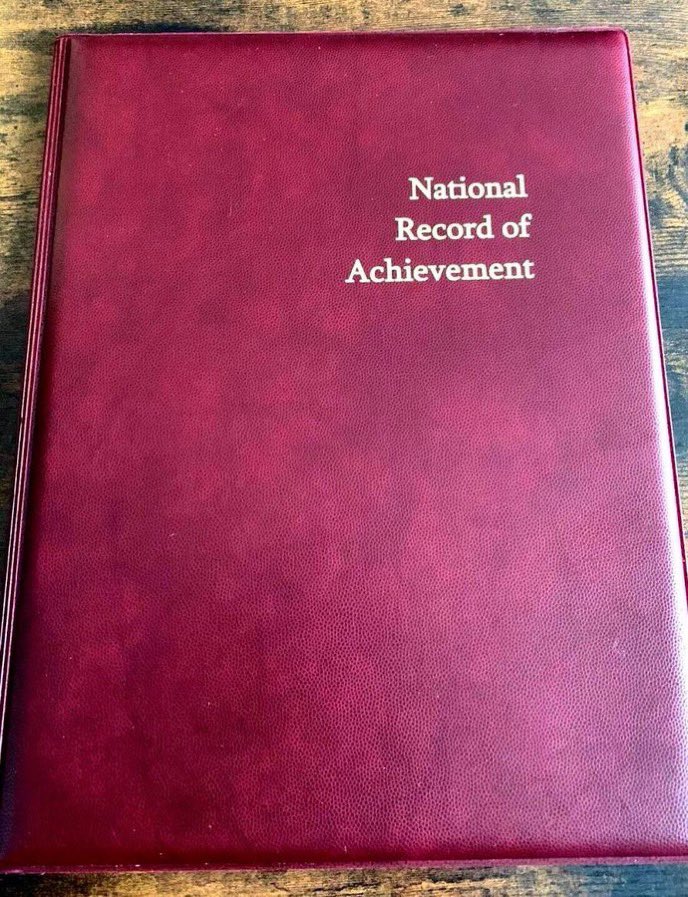 National
Record of
Achievement